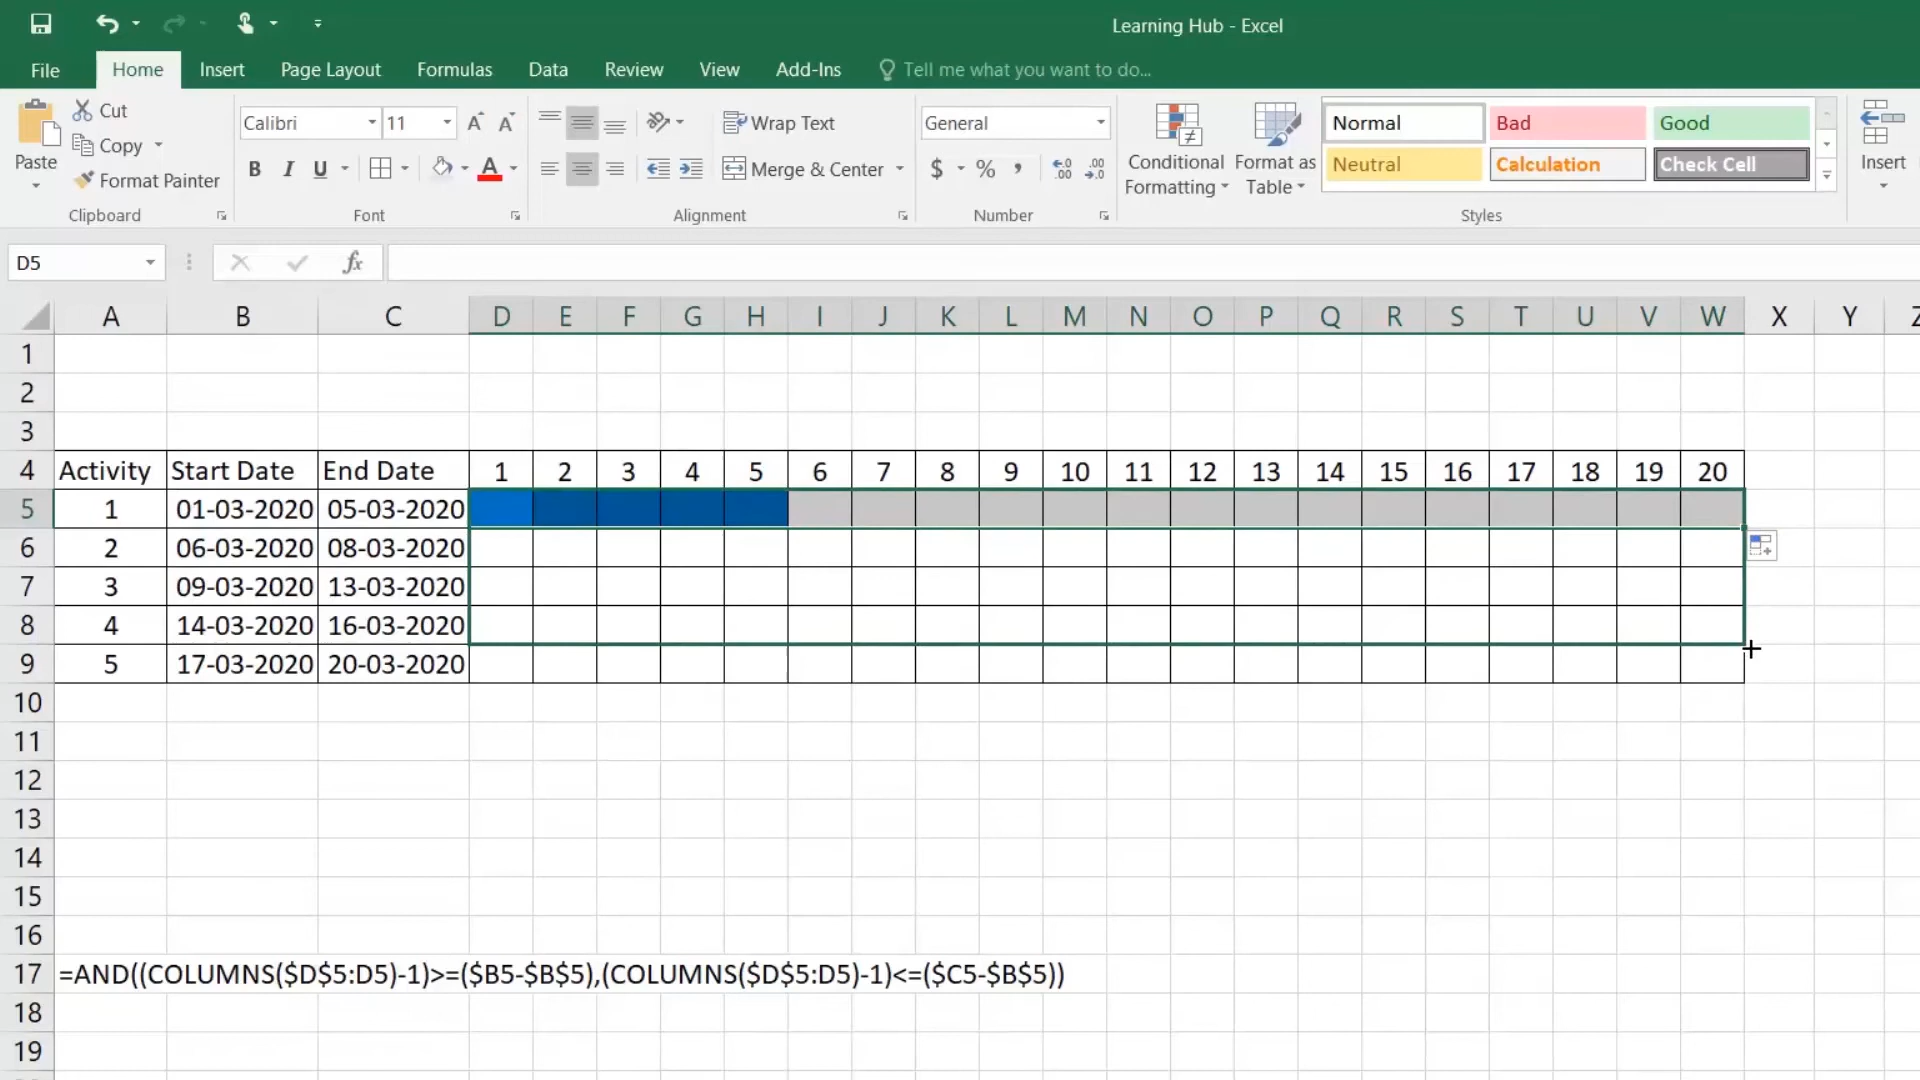 Learning Hub - Excel
File Home Insert Page Layout Formulas Data Review View Add-Ins Tell me what you want to do...
Paste
Cut
Copy
Format Painter
Clipboard
Calibri 11
B I U
Font
Wrap Text
Merge & Center
Alignment
General
$ % ,
Number
Conditional Formatting
Format as Table
Normal Bad Good
Neutral Calculation Check Cell
Styles
Insert
D5 fx
A B C D E F G H I J K L M N O P Q R S T U V W X Y Z
1
2
3
4 Activity Start Date End Date 1 2 3 4 5 6 7 8 9 10 11 12 13 14 15 16 17 18 19 20
5 1 01-03-2020 05-03-2020
6 2 06-03-2020 08-03-2020
7 3 09-03-2020 13-03-2020
8 4 14-03-2020 16-03-2020
9 5 17-03-2020 20-03-2020
10
11
12
13
14
15
16
17 =AND((COLUMNS($D$5:D5)-1)>=($B5-$B$5),(COLUMNS($D$5:D5)-1)<=($C5-$B$5))
18
19